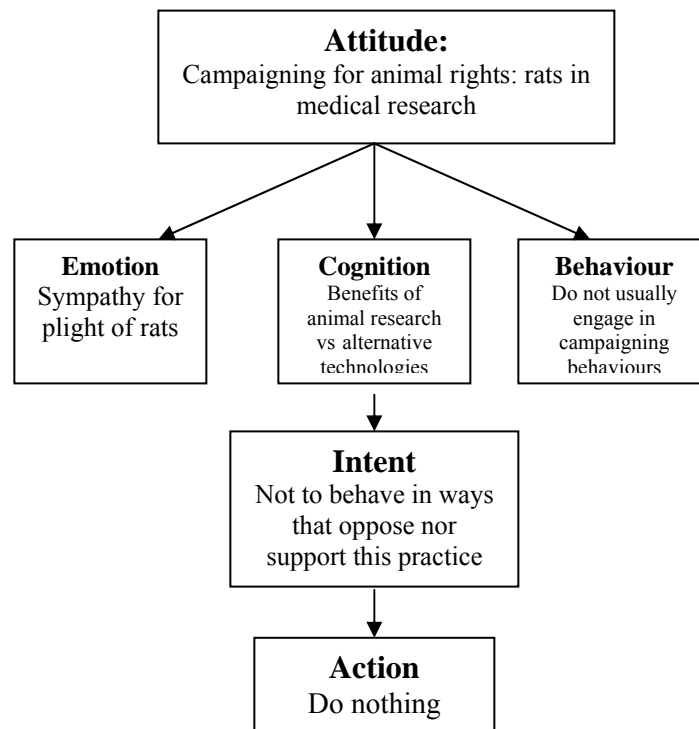 Attitude:
Campaigning for animal rights: rats in
medical research
Emotion
Sympathy for
plight of rats
Cognition
Benefits of
animal research
vs alternative
technologies
Behaviour
Do not usually
engage in
campaigning
behaviours
Intent
Not to behave in ways
that oppose nor
support this practice
Action
Do nothing